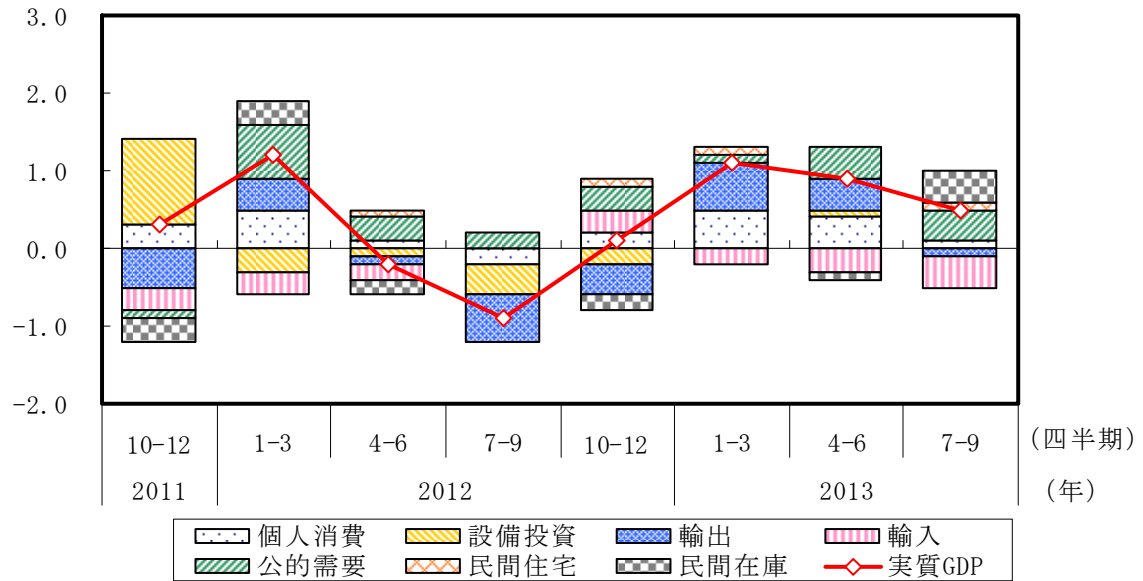 3.0
2.0
1.0
0.0
-1.0
-2.0
10-12 1-3 4-6 7-9 10-12 1-3 4-6 7-9 (四半期)
2011 2012 2013 (年)
個人消費 設備投資 輸出 輸入
公的需要 民間住宅 民間在庫 実質GDP